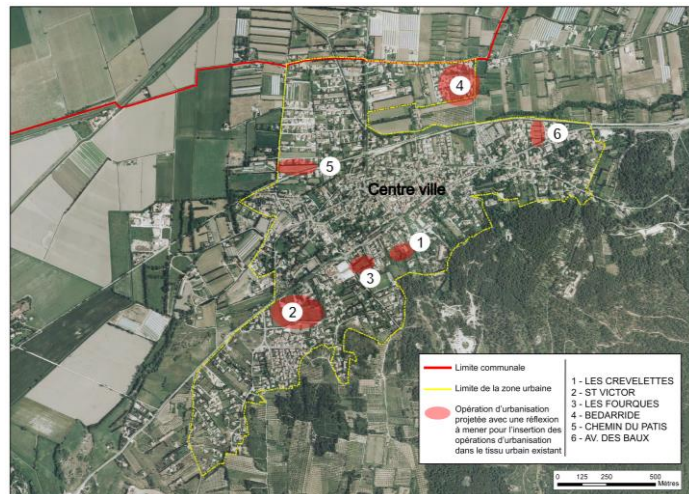 4
6
5
Centre ville
1
3
2
Limite communale
Limite de la zone urbaine
Opération d'urbanisation
projetée avec une réflexion
à mener pour l'insertion des
opérations d'urbanisation
dans le tissu urbain existant
1 - LES CREVELETTES
2 - ST VICTOR
3 - LES FOURQUES
4 - BEDARRIDE
5 - CHEMIN DU PATIS
6 - AV. DES BAUX
0 125 250 500
Mètres